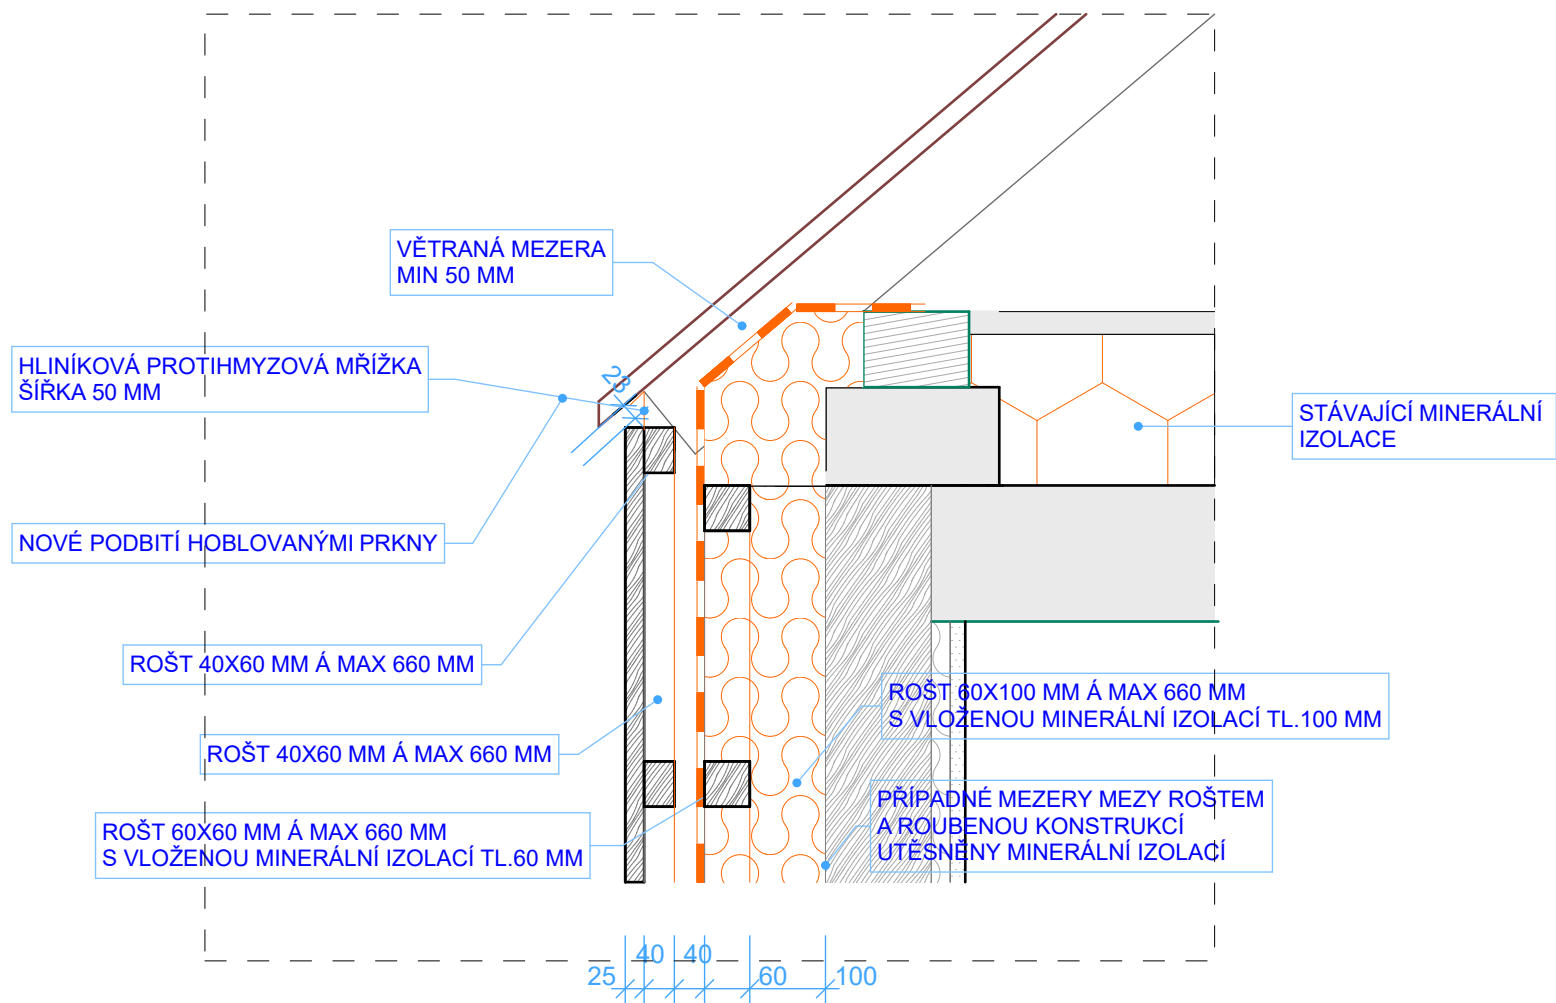 VĚTRANÁ MEZERA
MIN 50 MM
HLINÍKOVÁ PROTIHMYZOVÁ MŘÍŽKA
ŠÍŘKA 50 MM
23
STÁVAJÍCÍ MINERÁLNÍ
IZOLACE
NOVÉ PODBITÍ HOBLOVANÝMI PRKNY
ROŠT 40X60 MM Á MAX 660 MM
ROŠT 60X100 MM Á MAX 660 MM
S VLOŽENOU MINERÁLNÍ IZOLACÍ TL.100 MM
ROŠT 40X60 MM Á MAX 660 MM
PŘÍPADNÉ MEZERY MEZY ROŠTEM
A ROUBENOU KONSTRUKCÍ
UTĚSNĚNY MINERÁLNÍ IZOLACÍ
ROŠT 60X60 MM Á MAX 660 MM
S VLOŽENOU MINERÁLNÍ IZOLACÍ TL.60 MM
25 40 40 60 100